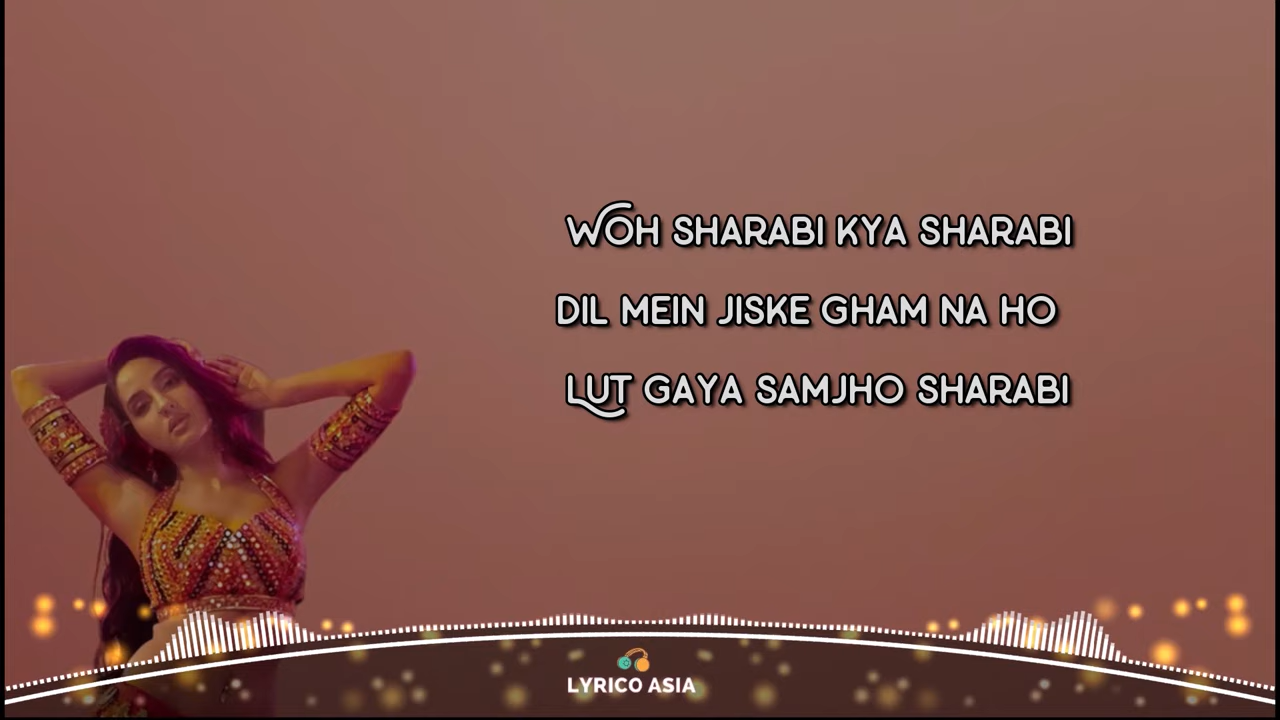 WOH SHARABI KYA SHARABI
DIL MEIN JISKE GHAM NA HO
LUT GAYA SAMJHO SHARABI
LYRICO ASIA